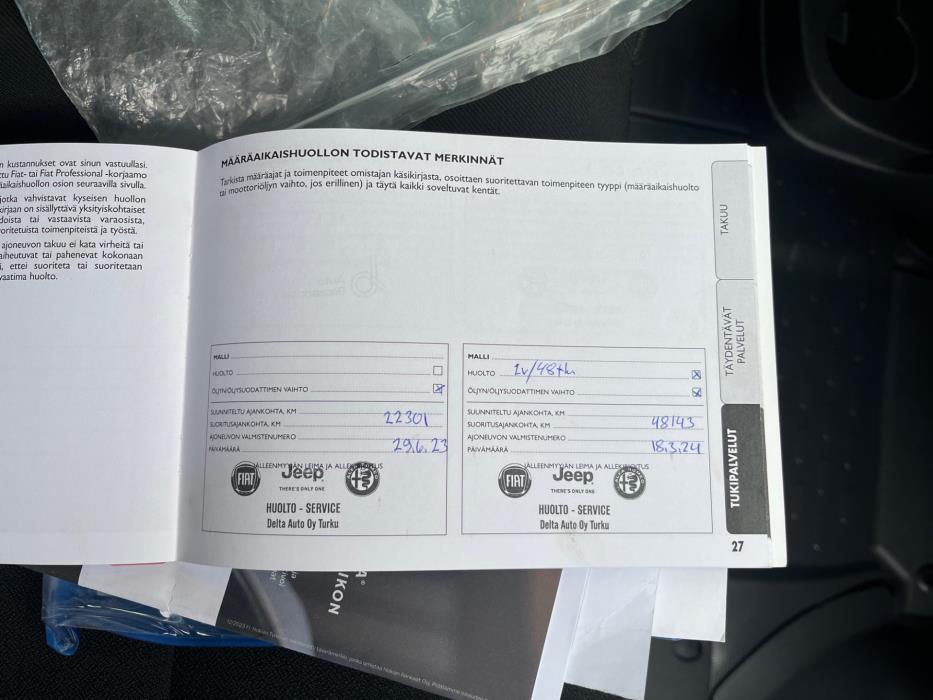 n kustannukset ovat sinun vastuullasi.
tu Fiat- tai Fiat Professional -korjaamo
äaikaishuollon osion seuraavilla sivulla.
jotka vahvistavat kyseisen huollon
kirjaan on sisällyttävä yksityiskohtaiset
doista tai vastaavista varaosista,
oritetuista toimenpiteistä ja työstä.
ajoneuvon takuu ei kata virheitä tai
aiheutuvat tai pahenevat kokonaan
i, ettei suoriteta tai suoritetaan
vaatima huolto.
MÄÄRÄAIKAISHUOLLON TODISTAVAT MERKINNÄT
Tarkista määräajat ja toimenpiteet omistajan käsikirjasta, osoittaen suoritettavan toimenpiteen tyyppi (määräaikaishuolto
tai moottoriöljyn vaihto, jos erillinen) ja täytä kaikki soveltuvat kentät.
MALLI
HUOLTO
ÖLJYN/ÖLJYSUODATTIMEN VAIHTO
SUUNNITELTU AJANKOHTA, KM
SUORITUSAJANKOHTA, KM 22301
AJONEUVON VALMISTENUMERO
PÄIVÄMÄÄRÄ 29.6.23
JÄLLEENMYYJÄN LEIMA JA ALLEKIRJOITUS
FIAT Jeep
THERE'S ONLY ONE
HUOLTO - SERVICE
Delta Auto Oy Turku
MALLI
HUOLTO 2v/48tkm
ÖLJYN/ÖLJYSUODATTIMEN VAIHTO
SUUNNITELTU AJANKOHTA, KM
SUORITUSAJANKOHTA, KM 48143
AJONEUVON VALMISTENUMERO
PÄIVÄMÄÄRÄ 18.3.24
JÄLLEENMYYJÄN LEIMA JA ALLEKIRJOITUS
FIAT Jeep
THERE'S ONLY ONE
HUOLTO - SERVICE
Delta Auto Oy Turku
TAKUU
TÄYDENTÄVÄT
PALVELUT
TUKIPALVELUT
27
IKON